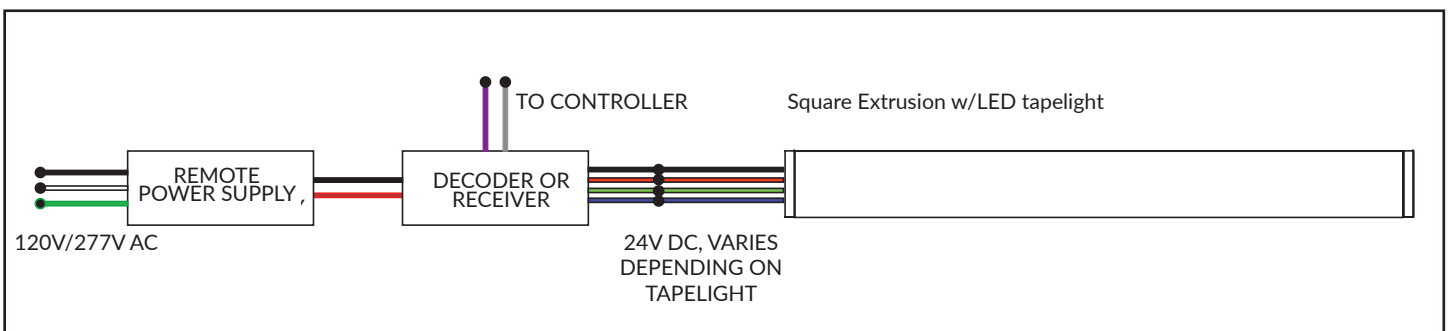 TO CONTROLLER
Square Extrusion w/LED tapelight
REMOTE
POWER SUPPLY ,
DECODER OR
RECEIVER
120V/277V AC
24V DC, VARIES
DEPENDING ON
TAPELIGHT